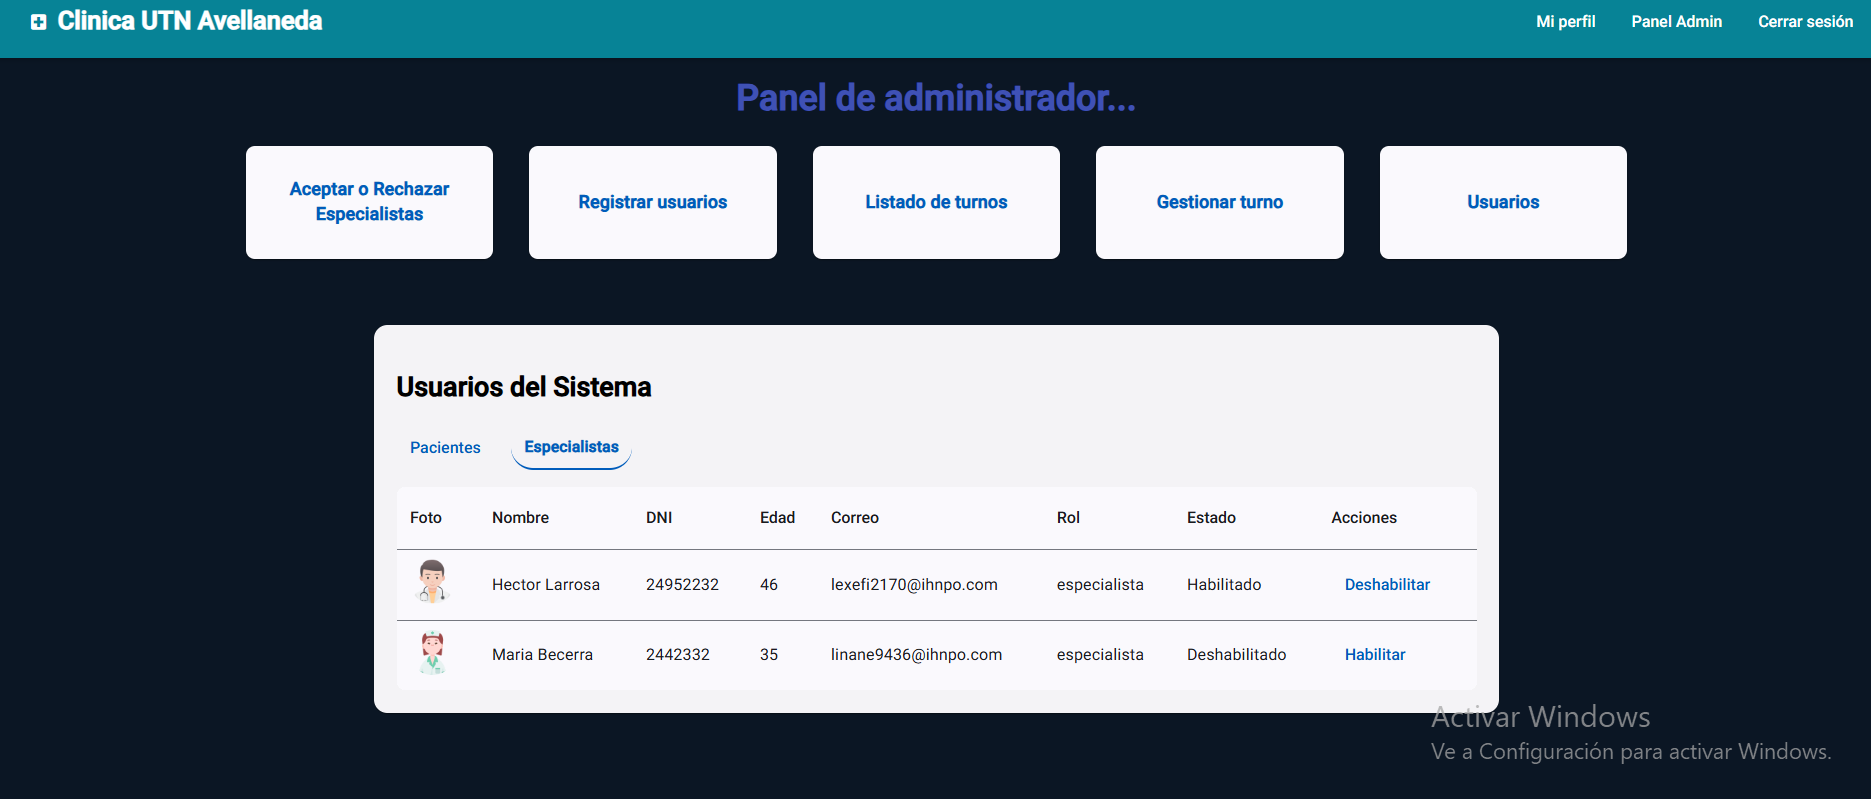 Clinica UTN Avellaneda
Mi perfil Panel Admin Cerrar sesión
Panel de administrador...
Aceptar o Rechazar
Especialistas
Registrar usuarios
Listado de turnos
Gestionar turno
Usuarios
Usuarios del Sistema
Pacientes Especialistas
Foto Nombre DNI Edad Correo Rol Estado Acciones
Hector Larrosa 24952232 46 lexefi2170@ihnpo.com especialista Habilitado Deshabilitar
Maria Becerra 2442332 35 linane9436@ihnpo.com especialista Deshabilitado Habilitar
Activar Windows
Ve a Configuración para activar Windows.